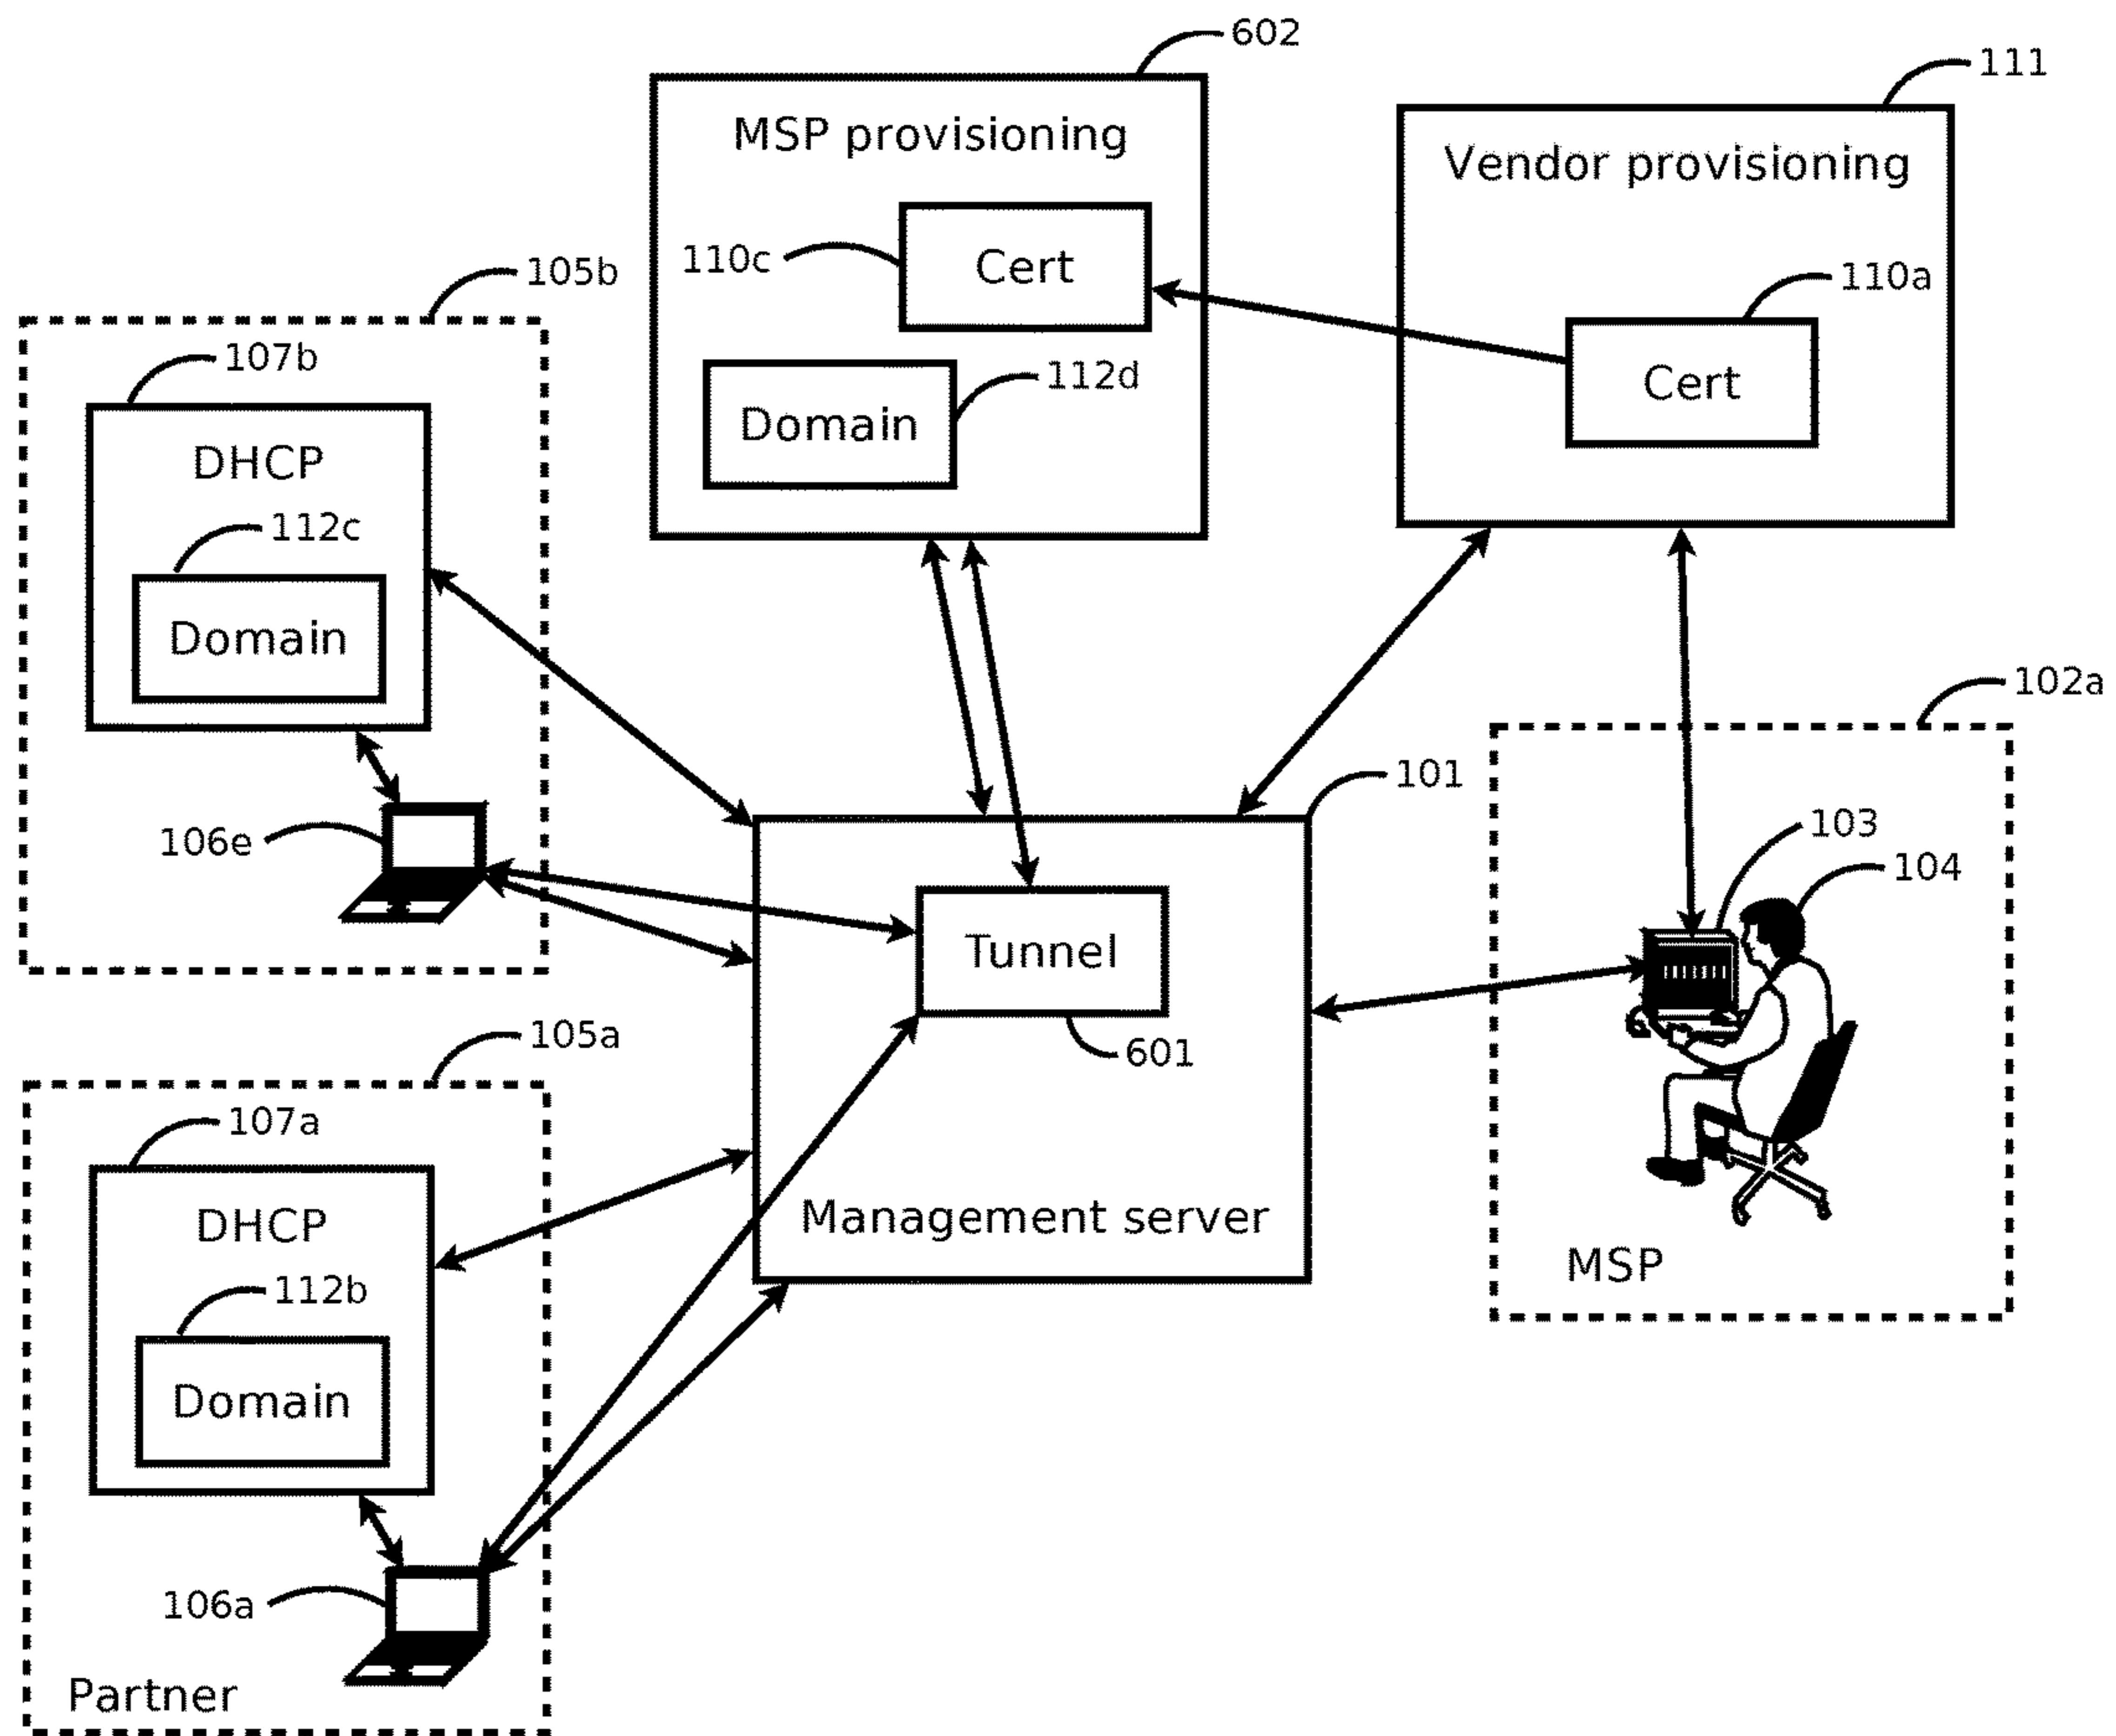 602
111
MSP provisioning
Vendor provisioning
110c
Cert
110a
Cert
105b
107b
112d
Domain
DHCP
112c
Domain
102a
101
103
106e
104
Tunnel
601
105a
107a
DHCP
Management server
MSP
112b
Domain
106a
Partner